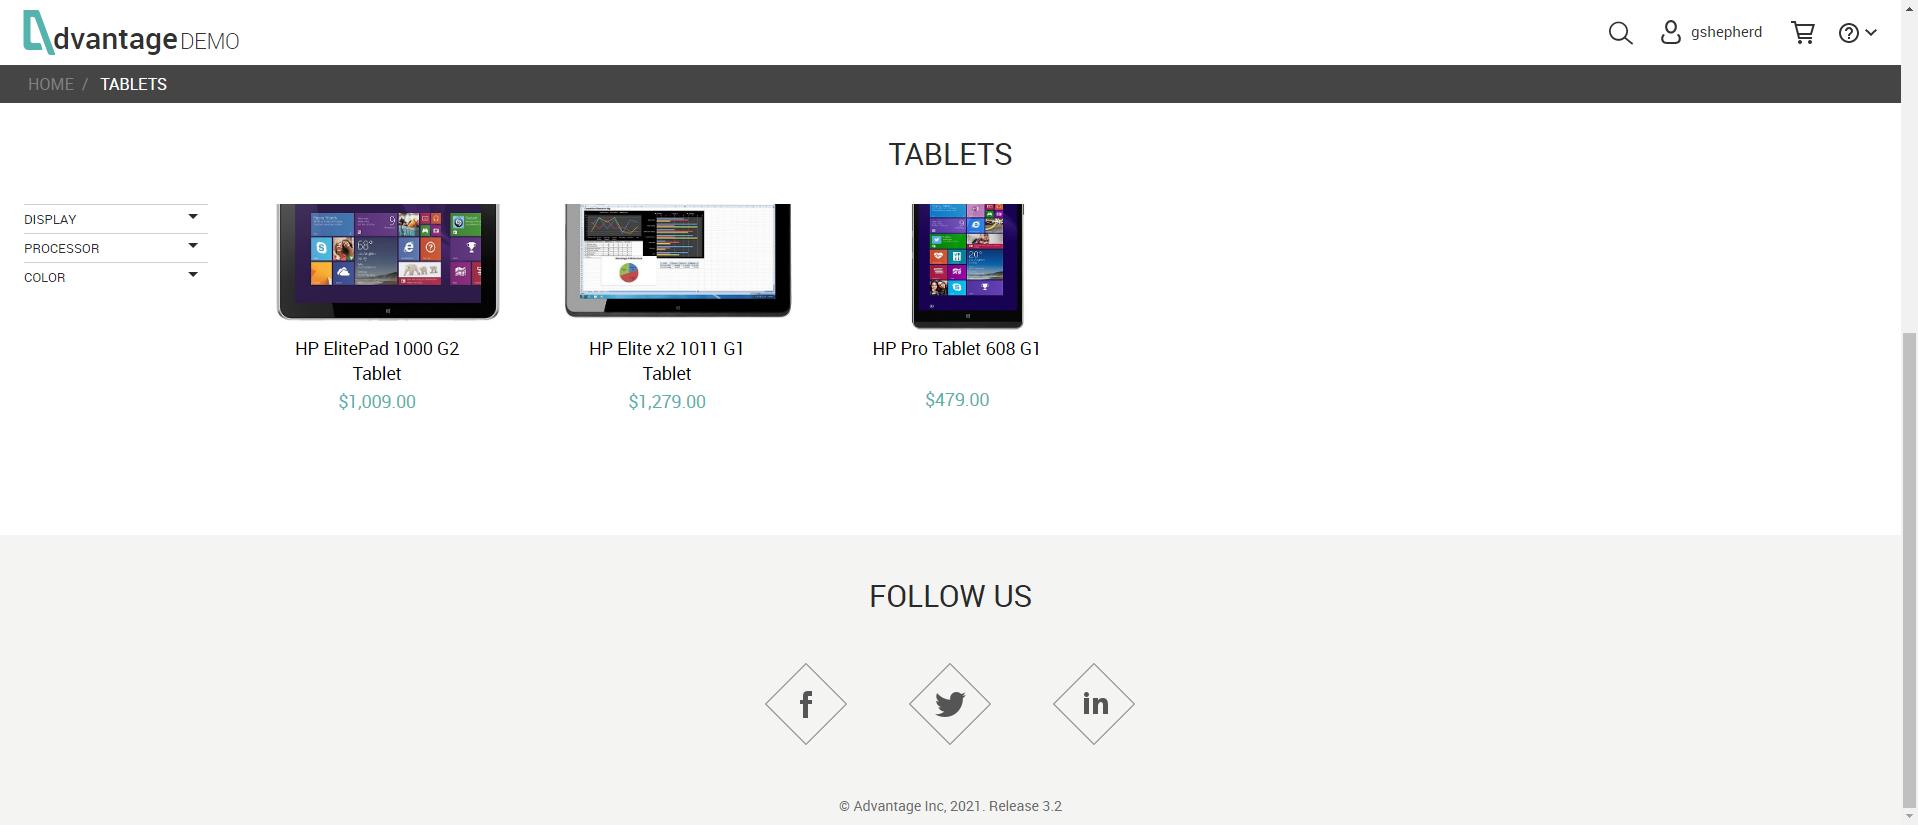 dvantage DEMO
gshepherd
HOME / TABLETS
TABLETS
DISPLAY
PROCESSOR
COLOR
HP ElitePad 1000 G2
Tablet
$1,009.00
HP Elite x2 1011 G1
Tablet
$1,279.00
HP Pro Tablet 608 G1
$479.00
FOLLOW US
f
in
© Advantage Inc, 2021. Release 3.2